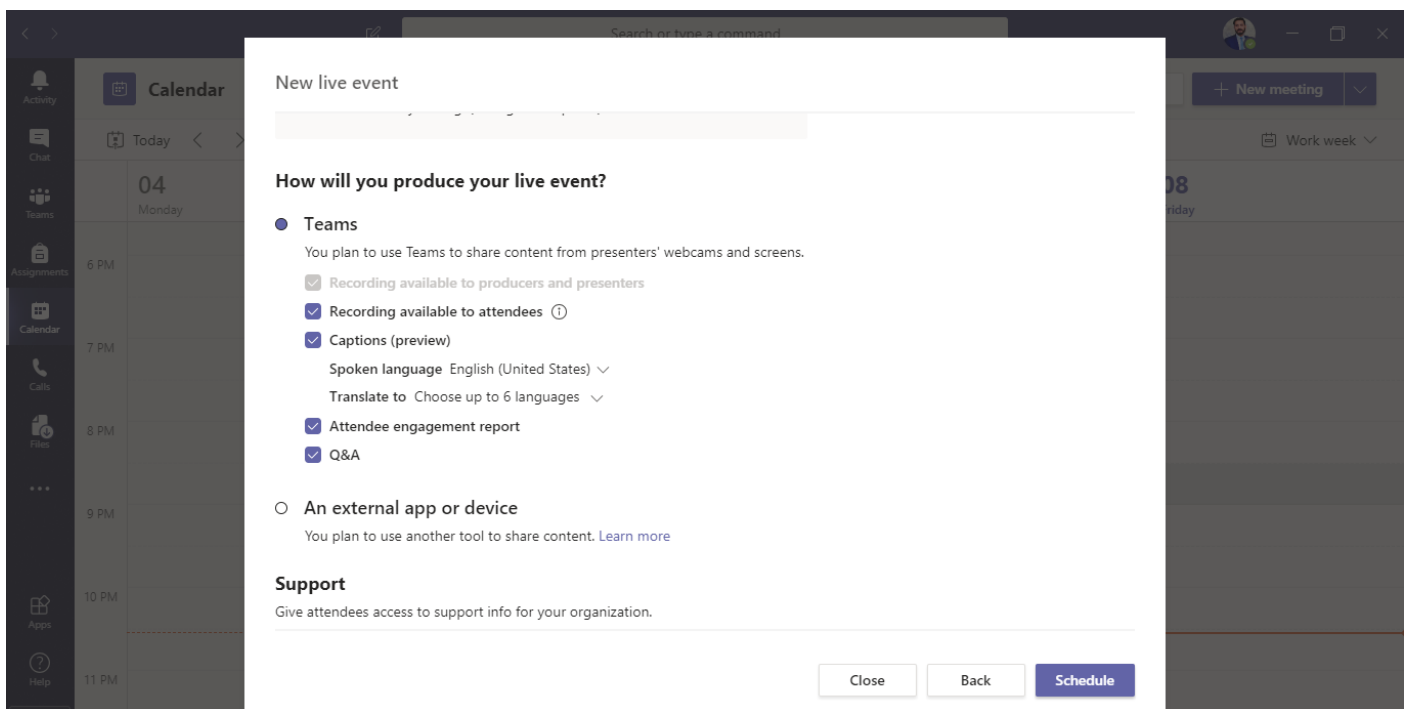 Search or type a command
Activity
Chat
Teams
Assignments
Calendar
Calls
Files
Apps
Help
Calendar
+ New meeting
Today
Work week
04
Monday
08
riday
6 PM
7 PM
8 PM
9 PM
10 PM
11 PM
New live event
How will you produce your live event?
Teams
You plan to use Teams to share content from presenters' webcams and screens.
Recording available to producers and presenters
Recording available to attendees
Captions (preview)
Spoken language English (United States)
Translate to Choose up to 6 languages
Attendee engagement report
Q&A
An external app or device
You plan to use another tool to share content. Learn more
Support
Give attendees access to support info for your organization.
Close
Back
Schedule